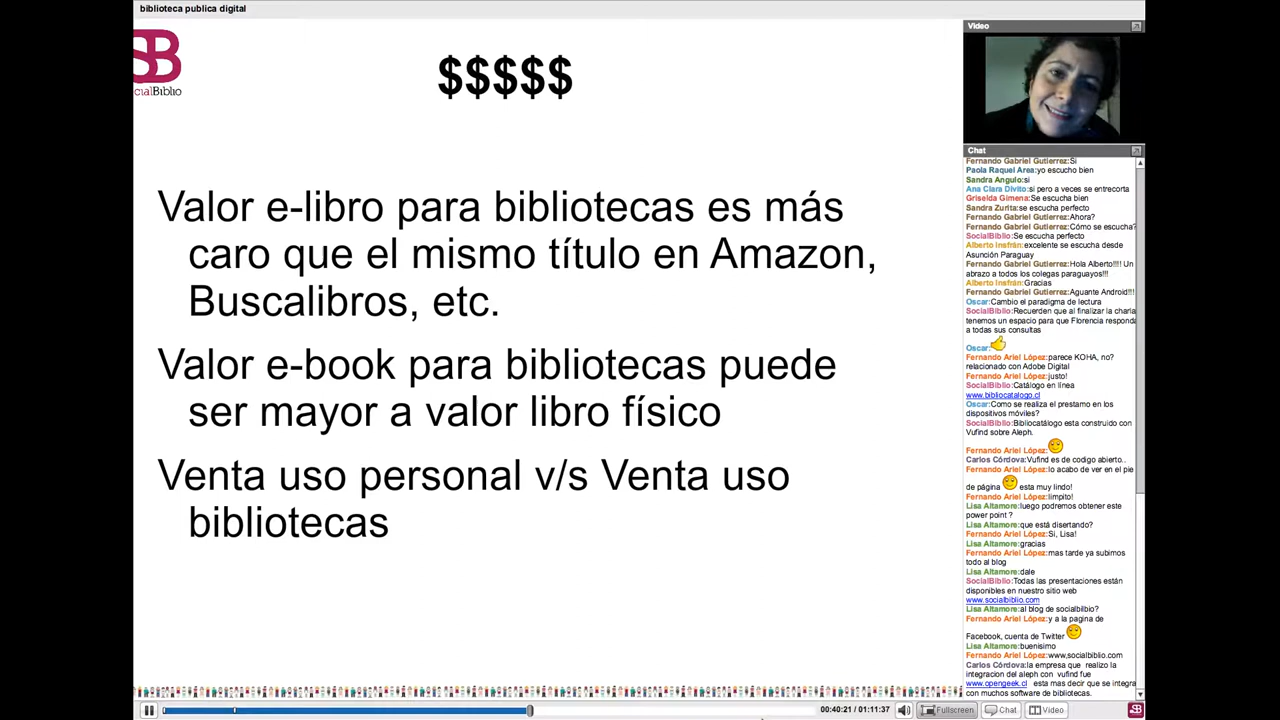 biblioteca publica digital
SB
cialBiblio
$$$$$
Valor e-libro para bibliotecas es más
caro que el mismo título en Amazon,
Buscalibros, etc.
Valor e-book para bibliotecas puede
ser mayor a valor libro físico
Venta uso personal v/s Venta uso
bibliotecas
Video
Chat
Fernando Gabriel Gutierrez:Si
Paola Raquel Area:yo escucho bien
Sandra Angulo:si
Ana Clara Divito:si pero a veces se entrecorta
Griselda Gimena:Se escucha bien
Sandra Zurita:se escucha perfecto
Fernando Gabriel Gutierrez:Ahora?
Fernando Gabriel Gutierrez:Cómo se escucha?
SocialBiblio:Se escucha perfecto
Alberto Insfrán:excelente se escucha desde
Asunción Paraguay
Fernando Gabriel Gutierrez:Hola Alberto!!!! Un
abrazo a todos los colegas paraguayos!!!
Alberto Insfrán:Gracias
Fernando Gabriel Gutierrez:Aguante Android!!!
Oscar:Cambio el paradigma de lectura
SocialBiblio:Recuerden que al finalizar la charla
tenemos un espacio para que Florencia responda
a todas sus consultas
Oscar:
Fernando Ariel López:parece KOHA, no?
relacionado con Adobe Digital
Fernando Ariel López:justo!
SocialBiblio:Catálogo en línea
www.bibliocatalogo.cl
Oscar:Como se realiza el prestamo en los
dispositivos móviles?
SocialBiblio:Bibliocatálogo esta construido con
Vufind sobre Aleph.
Fernando Ariel López:
Carlos Córdova:Vufind es de codigo abierto..
Fernando Ariel López:lo acabo de ver en el pie
de página esta muy lindo!
Fernando Ariel López:limpito!
Lisa Altamore:luego podremos obtener este
power point ?
Lisa Altamore:que está disertando?
Fernando Ariel López:Si, Lisa!
Lisa Altamore:gracias
Fernando Ariel López:mas tarde ya subimos
todo al blog
Lisa Altamore:dale
SocialBiblio:Todas las presentaciones están
disponibles en nuestro sitio web
www.socialbiblio.com
Lisa Altamore:al blog de socialbilbio?
Fernando Ariel López:y a la pagina de
Facebook, cuenta de Twitter
Lisa Altamore:buenisimo
Fernando Ariel López:www,socialbiblio.com
Carlos Córdova:la empresa que realizo la
integracion del aleph con vufind fue
www.opengeek.cl esta mas decir que se integra
con muchos software de bibliotecas.
00:40:21 / 01:11:37
Fullscreen
Chat
Video
SB